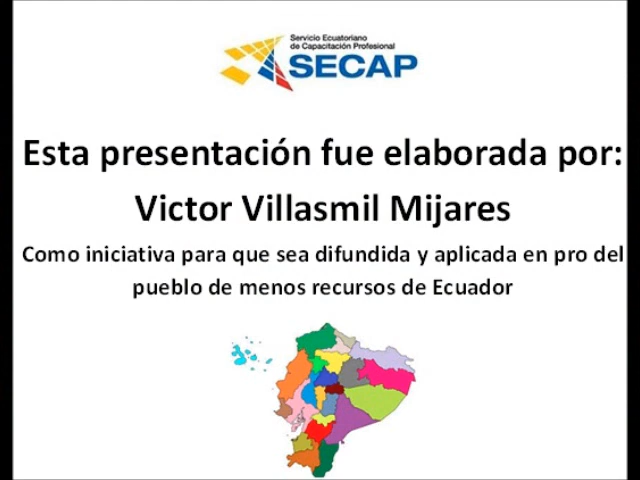 Servicio Ecuatoriano
de Capacitación Profesional
SECAP
Esta presentación fue elaborada por:
Victor Villasmil Mijares
Como iniciativa para que sea difundida y aplicada en pro del
pueblo de menos recursos de Ecuador